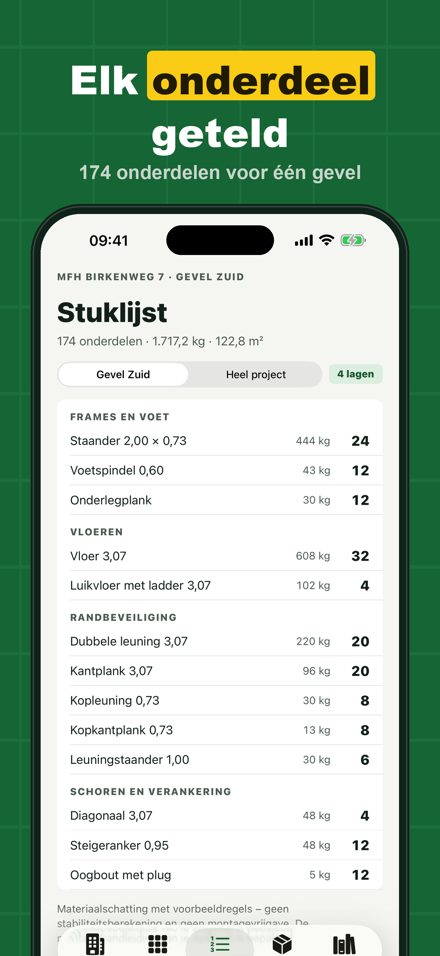 Elk onderdeel
geteld
174 onderdelen voor één gevel
09:41
MFH BIRKENWEG 7 · GEVEL ZUID
Stuklijst
174 onderdelen · 1.717,2 kg · 122,8 m²
Gevel Zuid Heel project 4 lagen
FRAMES EN VOET
Staander 2,00 × 0,73 444 kg 24
Voetspindel 0,60 43 kg 12
Onderlegplank 30 kg 12
VLOEREN
Vloer 3,07 608 kg 32
Luikvloer met ladder 3,07 102 kg 4
RANDBEVEILIGING
Dubbele leuning 3,07 220 kg 20
Kantplank 3,07 96 kg 20
Kopleuning 0,73 30 kg 8
Kopkantplank 0,73 13 kg 8
Leuningstaander 1,00 30 kg 6
SCHOREN EN VERANKERING
Diagonaal 3,07 48 kg 4
Steigeranker 0,95 48 kg 12
Oogbout met plug 5 kg 12
Materiaalschatting met voorbeeldregels – geen
stabiliteitsberekening en geen montagevrijgave. De